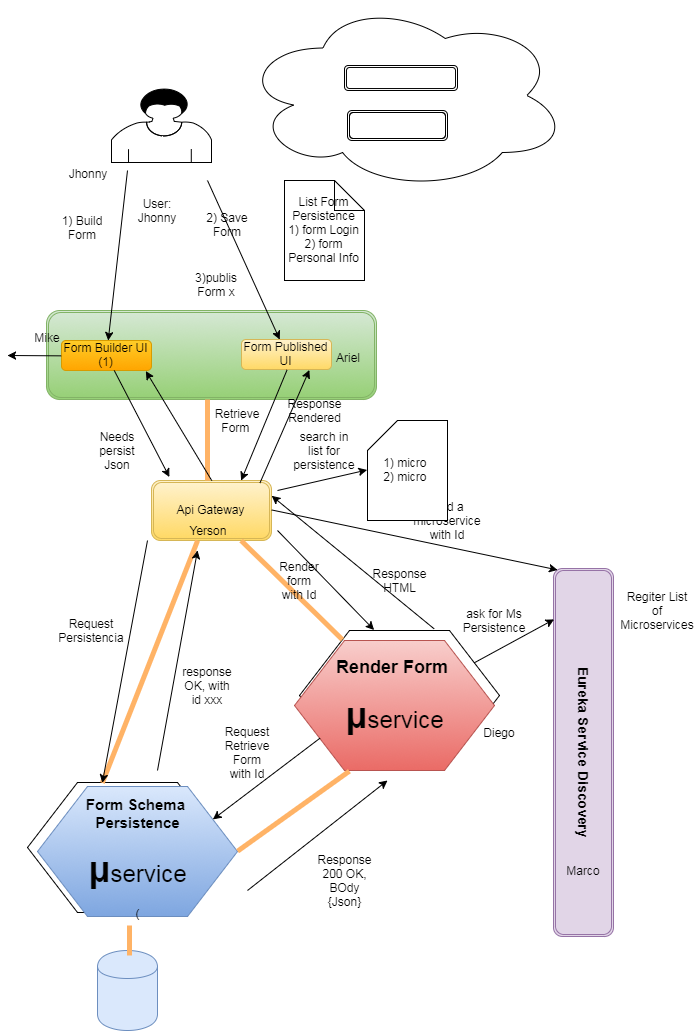 Jhonny
User:
Jhonny
1) Build
Form
2) Save
Form
3)publis
Form x
List Form
Persistence
1) form Login
2) form
Personal Info
Mike
Form Builder UI
(1)
Form Published
UI
Ariel
Needs
persist
Json
Retrieve
Form
Response
Rendered
search in
list for
persistence
1) micro
2) micro
Api Gateway
Yerson
d a
microservice
with Id
Render
form
with Id
Response
HTML
ask for Ms
Persistence
Regiter List
of
Microservices
Request
Persistencia
response
OK, with
id xxx
Render Form
µservice
Diego
Request
Retrieve
Form
with Id
Eureka Service Discovery
Marco
Form Schema
Persistence
µservice
(
Response
200 OK,
BOdy
{Json}